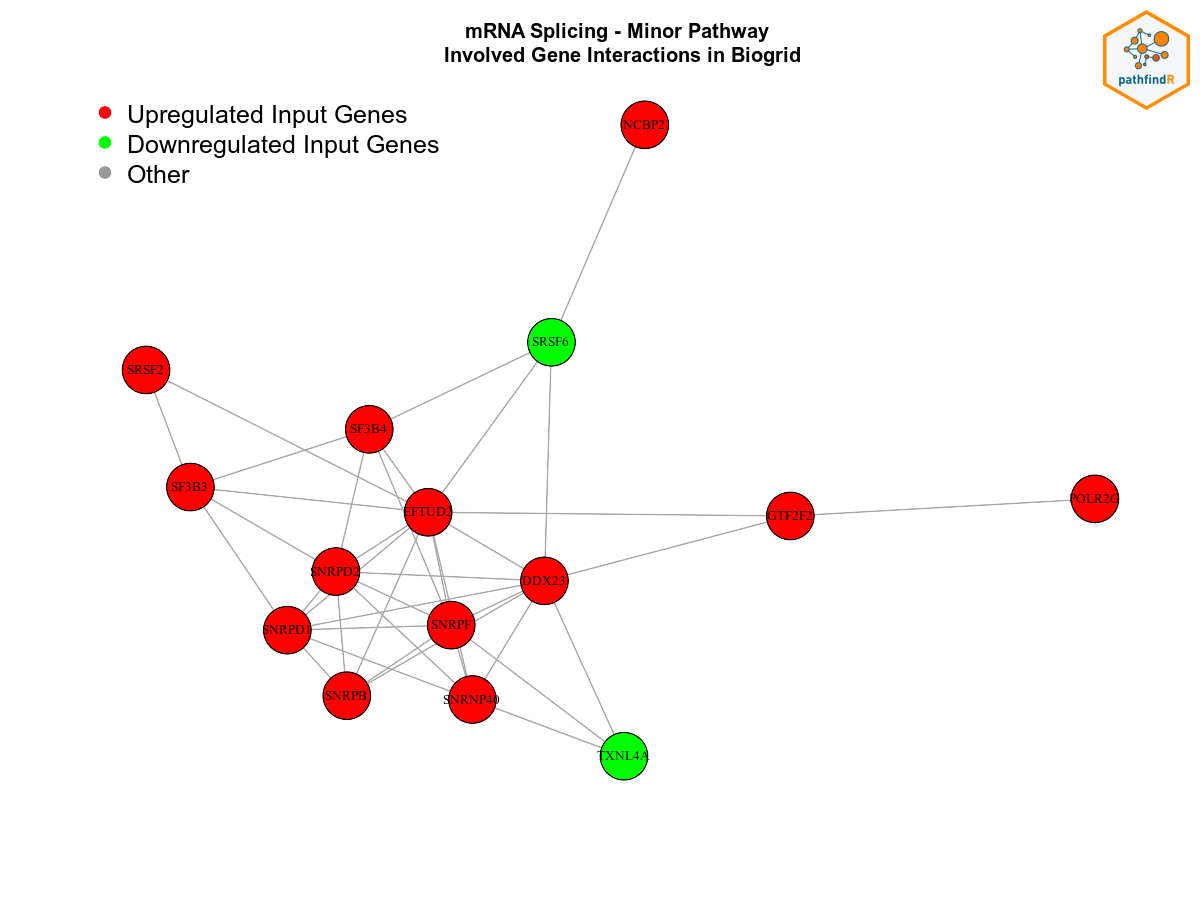 mRNA Splicing - Minor Pathway
Involved Gene Interactions in Biogrid
pathfindR
Upregulated Input Genes
Downregulated Input Genes
Other
NCBP2
SRSF6
SRSF2
SF3B4
SF3B3
EFTUD2
GTF2F2
POLR2G
SNRPD2
DDX23
SNRPD1
SNRPF
SNRPB
SNRNP40
TXNL4A